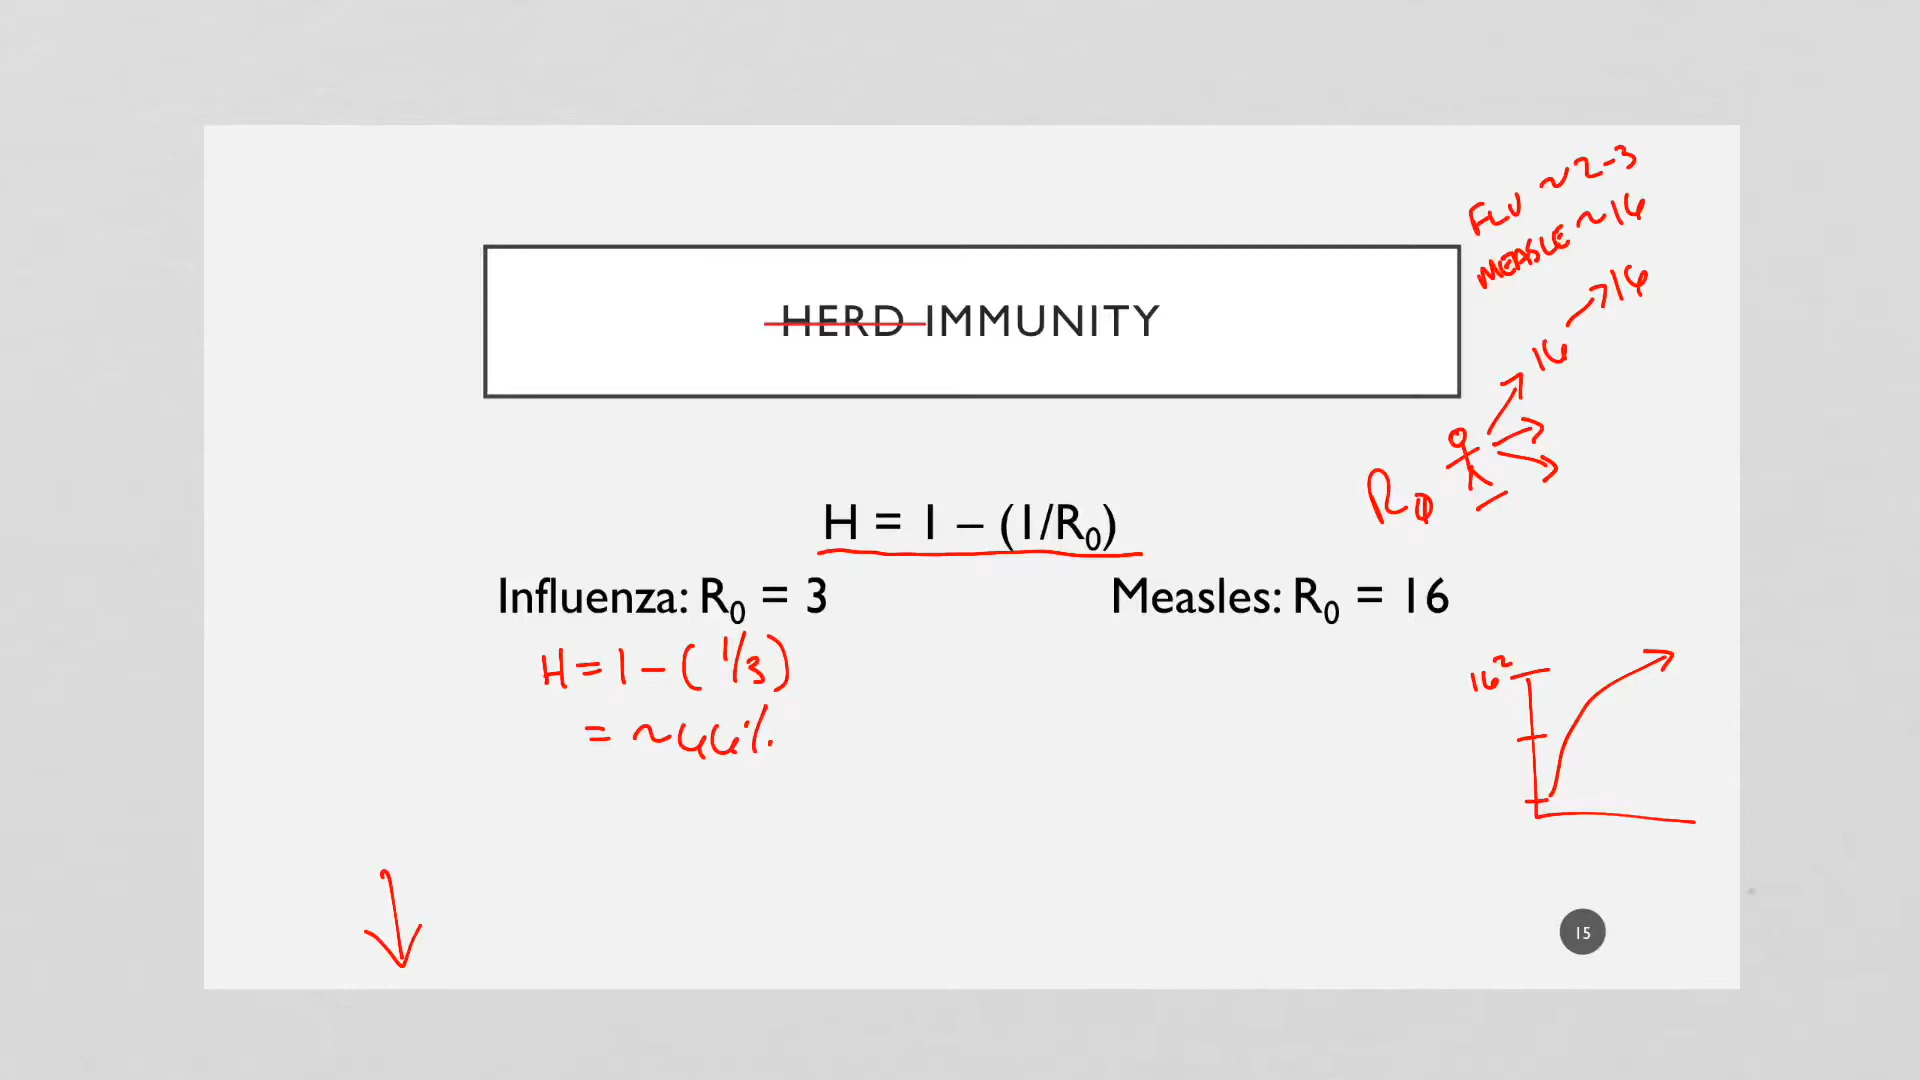 FLU ~2-3
MEASLE ~16
16
16
HERD IMMUNITY
R0
H = 1 – (1/R0)
Influenza: R0 = 3
Measles: R0 = 16
H = 1 - (1/3)
= ~66%
16²
15